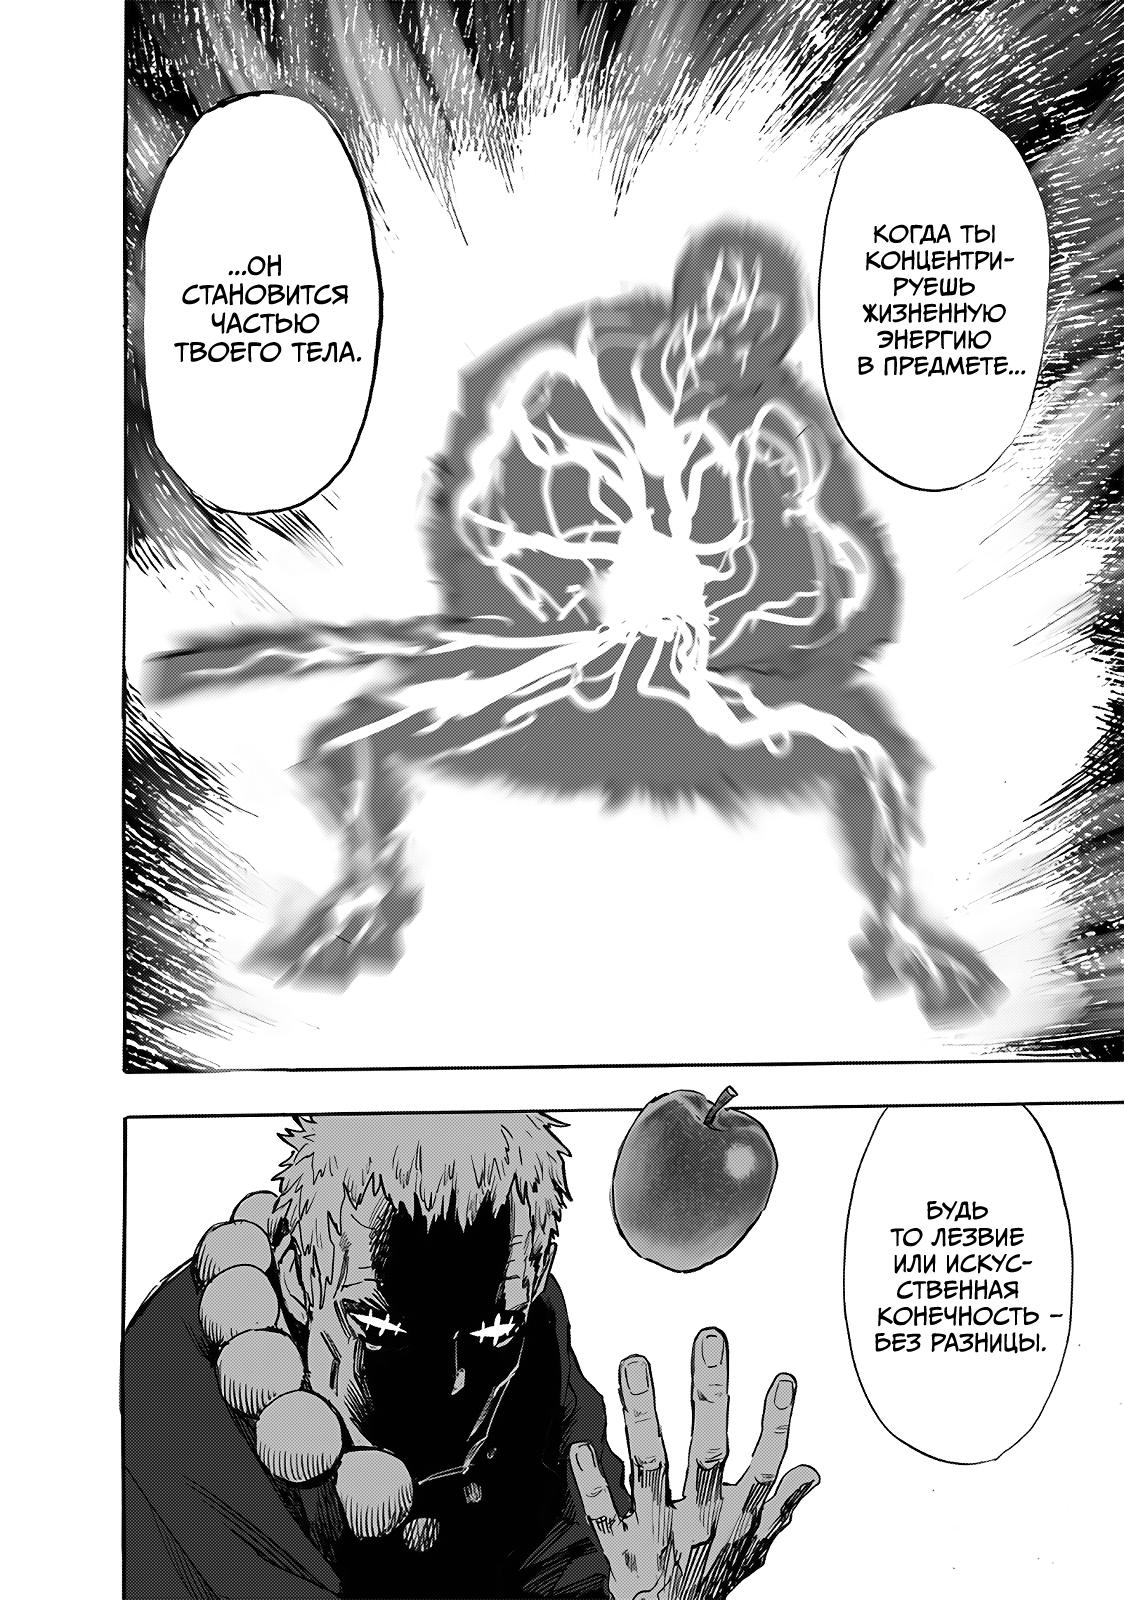 КОГДА ТЫ
КОНЦЕНТРИ-
РУЕШЬ
ЖИЗНЕННУЮ
ЭНЕРГИЮ
В ПРЕДМЕТЕ...
...ОН
СТАНОВИТСЯ
ЧАСТЬЮ
ТВОЕГО ТЕЛА.
БУДЬ
ТО ЛЕЗВИЕ
ИЛИ ИСКУС-
СТВЕННАЯ
КОНЕЧНОСТЬ –
БЕЗ РАЗНИЦЫ.